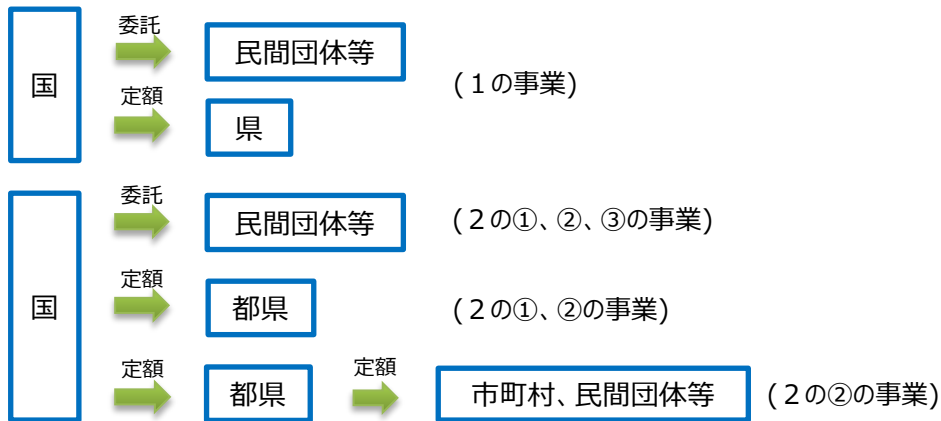 委託
民間団体等
国
(１の事業)
定額
県
委託
民間団体等
(２の①、②、③の事業)
定額
国
都県
(２の①、②の事業)
定額
都県
定額
市町村、民間団体等
(２の②の事業)